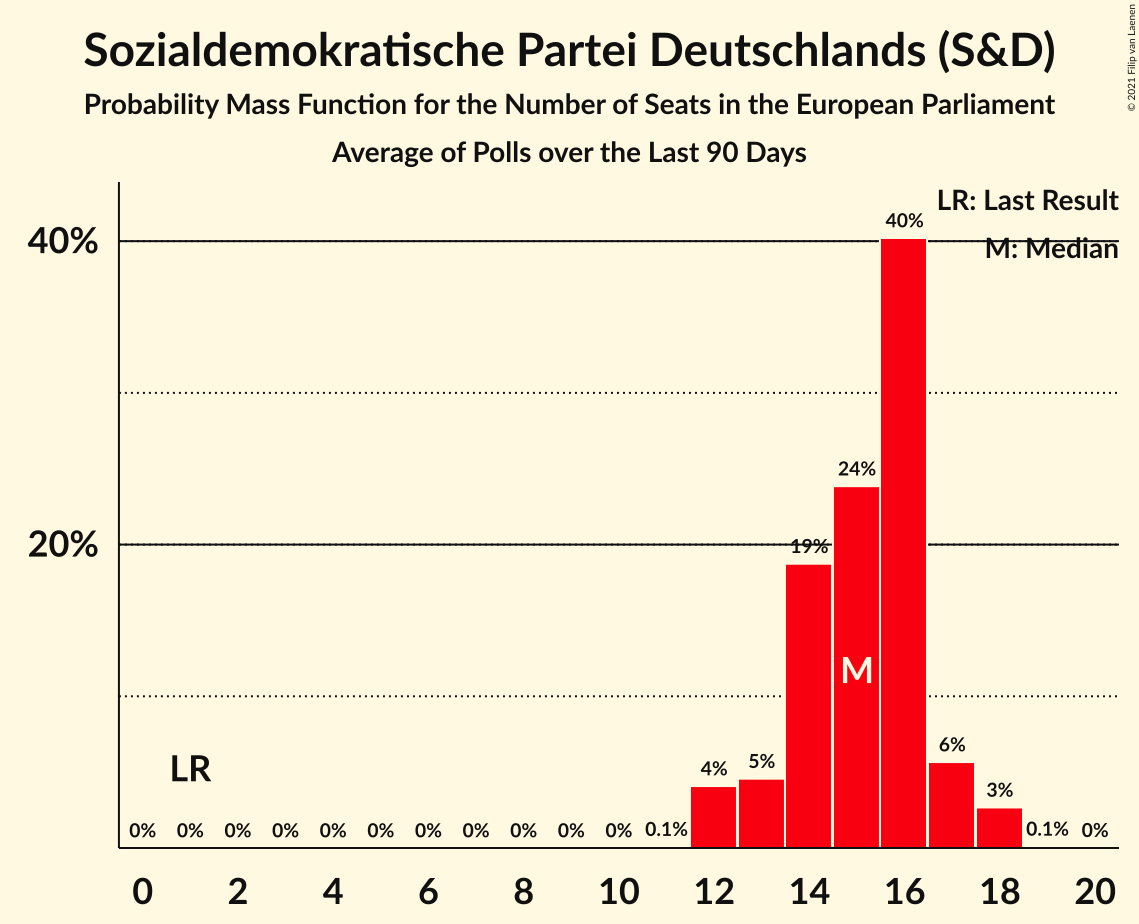 Sozialdemokratische Partei Deutschlands (S&D)
Probability Mass Function for the Number of Seats in the European Parliament
Average of Polls over the Last 90 Days
© 2021 Filip van Laenen
LR: Last Result
M: Median
40%
20%
40%
24%
19%
M
6%
5%
4%
3%
LR
0% 0% 0% 0% 0% 0% 0% 0% 0% 0% 0% 0.1% 0.1% 0%
0 2 4 6 8 10 12 14 16 18 20